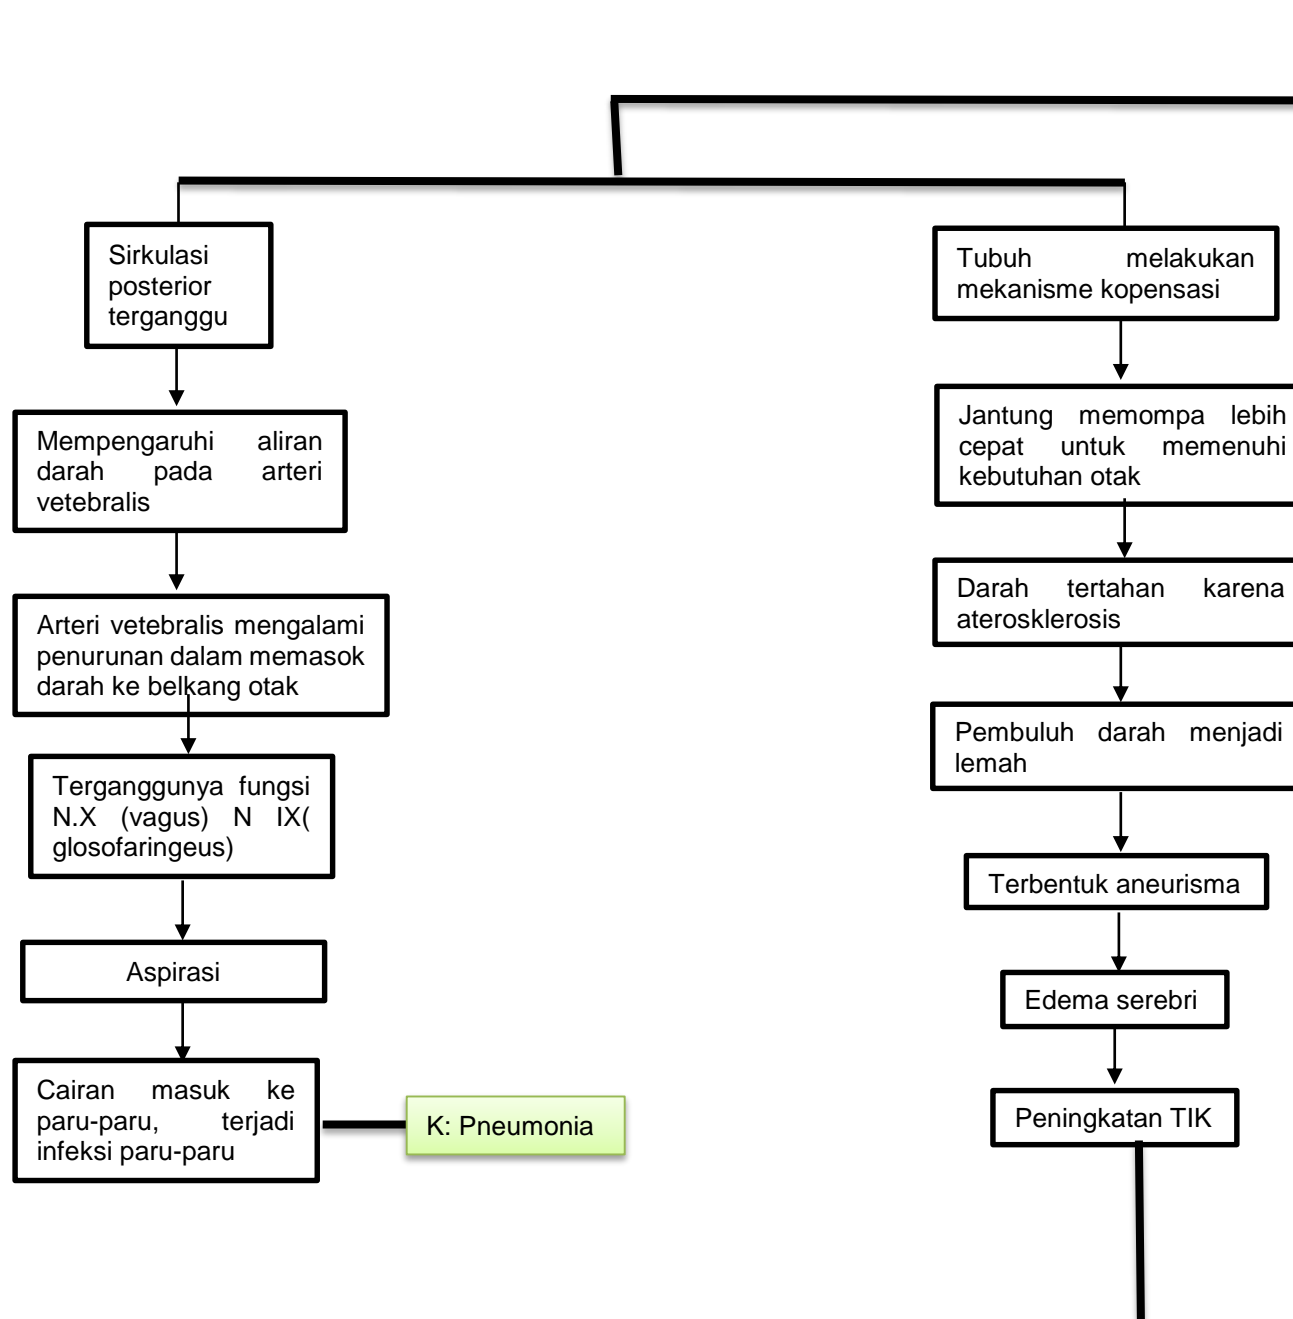 Sirkulasi
posterior
terganggu
Mempengaruhi aliran
darah pada arteri
vetebralis
Arteri vetebralis mengalami
penurunan dalam memasok
darah ke belkang otak
Terganggunya fungsi
N.X (vagus) N IX(
glosofaringeus)
Aspirasi
Cairan masuk ke
paru-paru, terjadi
infeksi paru-paru
K: Pneumonia
Tubuh melakukan
mekanisme kopensasi
Jantung memompa lebih
cepat untuk memenuhi
kebutuhan otak
Darah tertahan karena
aterosklerosis
Pembuluh darah menjadi
lemah
Terbentuk aneurisma
Edema serebri
Peningkatan TIK